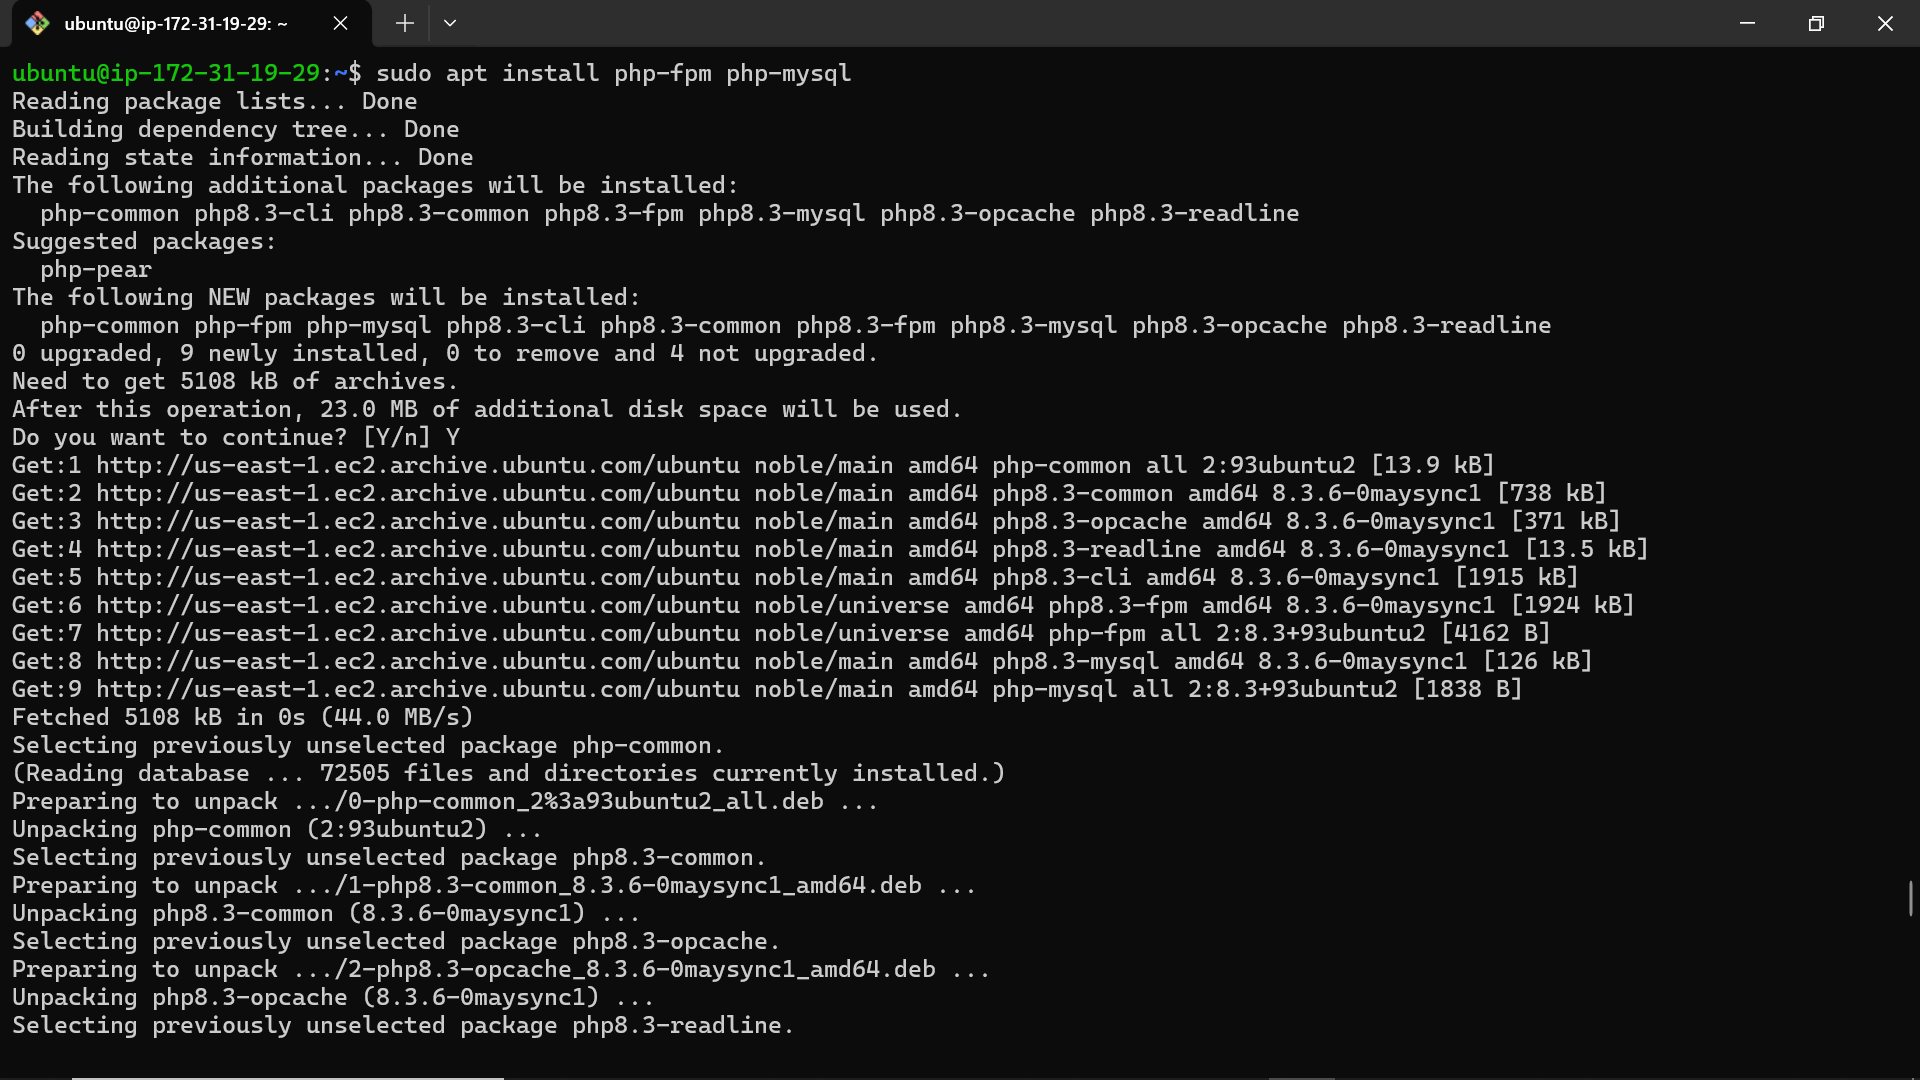 ubuntu@ip-172-31-19-29: ~
ubuntu@ip-172-31-19-29:~$ sudo apt install php-fpm php-mysql
Reading package lists... Done
Building dependency tree... Done
Reading state information... Done
The following additional packages will be installed:
  php-common php8.3-cli php8.3-common php8.3-fpm php8.3-mysql php8.3-opcache php8.3-readline
Suggested packages:
  php-pear
The following NEW packages will be installed:
  php-common php-fpm php-mysql php8.3-cli php8.3-common php8.3-fpm php8.3-mysql php8.3-opcache php8.3-readline
0 upgraded, 9 newly installed, 0 to remove and 4 not upgraded.
Need to get 5108 kB of archives.
After this operation, 23.0 MB of additional disk space will be used.
Do you want to continue? [Y/n] Y
Get:1 http://us-east-1.ec2.archive.ubuntu.com/ubuntu noble/main amd64 php-common all 2:93ubuntu2 [13.9 kB]
Get:2 http://us-east-1.ec2.archive.ubuntu.com/ubuntu noble/main amd64 php8.3-common amd64 8.3.6-0maysync1 [738 kB]
Get:3 http://us-east-1.ec2.archive.ubuntu.com/ubuntu noble/main amd64 php8.3-opcache amd64 8.3.6-0maysync1 [371 kB]
Get:4 http://us-east-1.ec2.archive.ubuntu.com/ubuntu noble/main amd64 php8.3-readline amd64 8.3.6-0maysync1 [13.5 kB]
Get:5 http://us-east-1.ec2.archive.ubuntu.com/ubuntu noble/main amd64 php8.3-cli amd64 8.3.6-0maysync1 [1915 kB]
Get:6 http://us-east-1.ec2.archive.ubuntu.com/ubuntu noble/universe amd64 php8.3-fpm amd64 8.3.6-0maysync1 [1924 kB]
Get:7 http://us-east-1.ec2.archive.ubuntu.com/ubuntu noble/universe amd64 php-fpm all 2:8.3+93ubuntu2 [4162 B]
Get:8 http://us-east-1.ec2.archive.ubuntu.com/ubuntu noble/main amd64 php8.3-mysql amd64 8.3.6-0maysync1 [126 kB]
Get:9 http://us-east-1.ec2.archive.ubuntu.com/ubuntu noble/main amd64 php-mysql all 2:8.3+93ubuntu2 [1838 B]
Fetched 5108 kB in 0s (44.0 MB/s)
Selecting previously unselected package php-common.
(Reading database ... 72505 files and directories currently installed.)
Preparing to unpack .../0-php-common_2%3a93ubuntu2_all.deb ...
Unpacking php-common (2:93ubuntu2) ...
Selecting previously unselected package php8.3-common.
Preparing to unpack .../1-php8.3-common_8.3.6-0maysync1_amd64.deb ...
Unpacking php8.3-common (8.3.6-0maysync1) ...
Selecting previously unselected package php8.3-opcache.
Preparing to unpack .../2-php8.3-opcache_8.3.6-0maysync1_amd64.deb ...
Unpacking php8.3-opcache (8.3.6-0maysync1) ...
Selecting previously unselected package php8.3-readline.